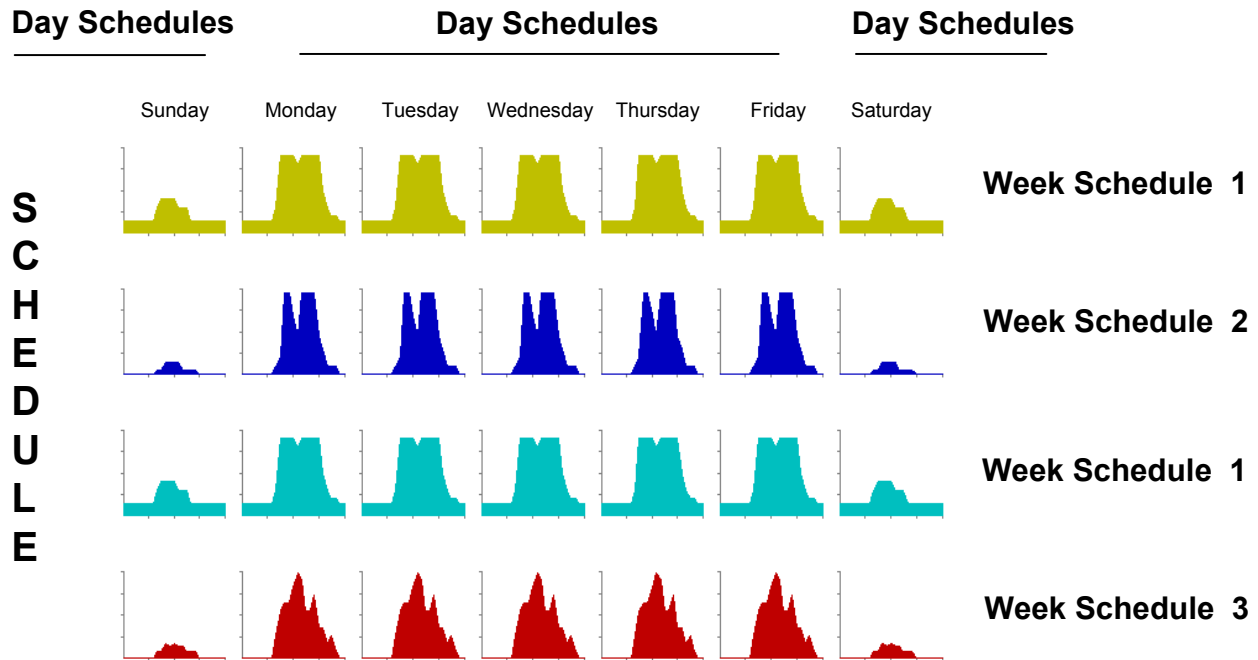 Day Schedules Day Schedules Day Schedules
Sunday Monday Tuesday Wednesday Thursday Friday Saturday
SCHEDULE
Week Schedule 1
Week Schedule 2
Week Schedule 1
Week Schedule 3